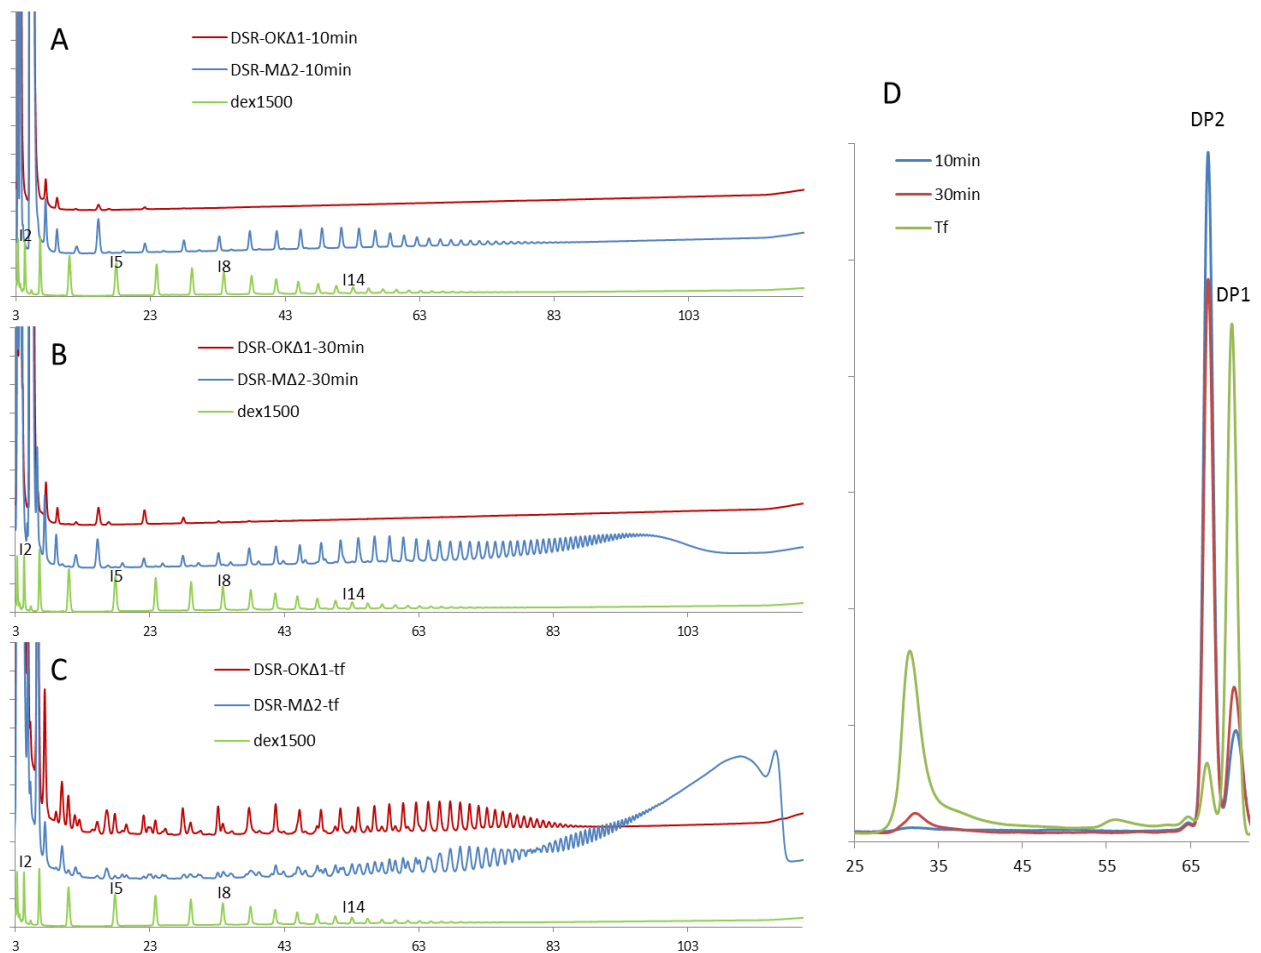 A
DSR-OKΔ1-10min
DSR-MΔ2-10min
dex1500
I2
I5
I8
I14
3 23 43 63 83 103
B
DSR-OKΔ1-30min
DSR-MΔ2-30min
dex1500
I2
I5
I8
I14
3 23 43 63 83 103
C
DSR-OKΔ1-tf
DSR-MΔ2-tf
dex1500
I2
I5
I8
I14
3 23 43 63 83 103
D
DP2
10min
30min
Tf
DP1
25 35 45 55 65